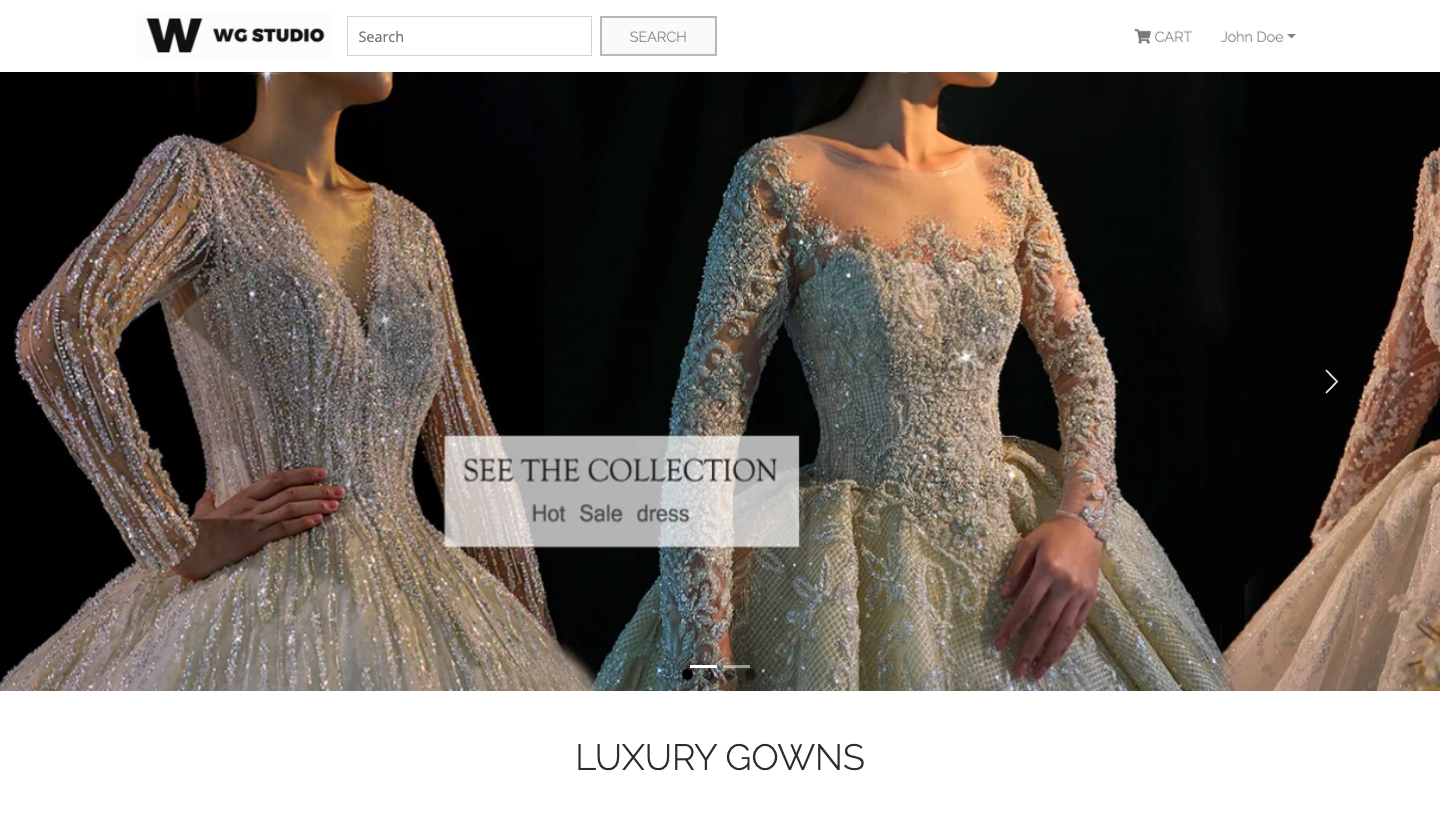 W WG STUDIO
Search
SEARCH
CART
John Doe
SEE THE COLLECTION
Hot Sale dress
LUXURY GOWNS